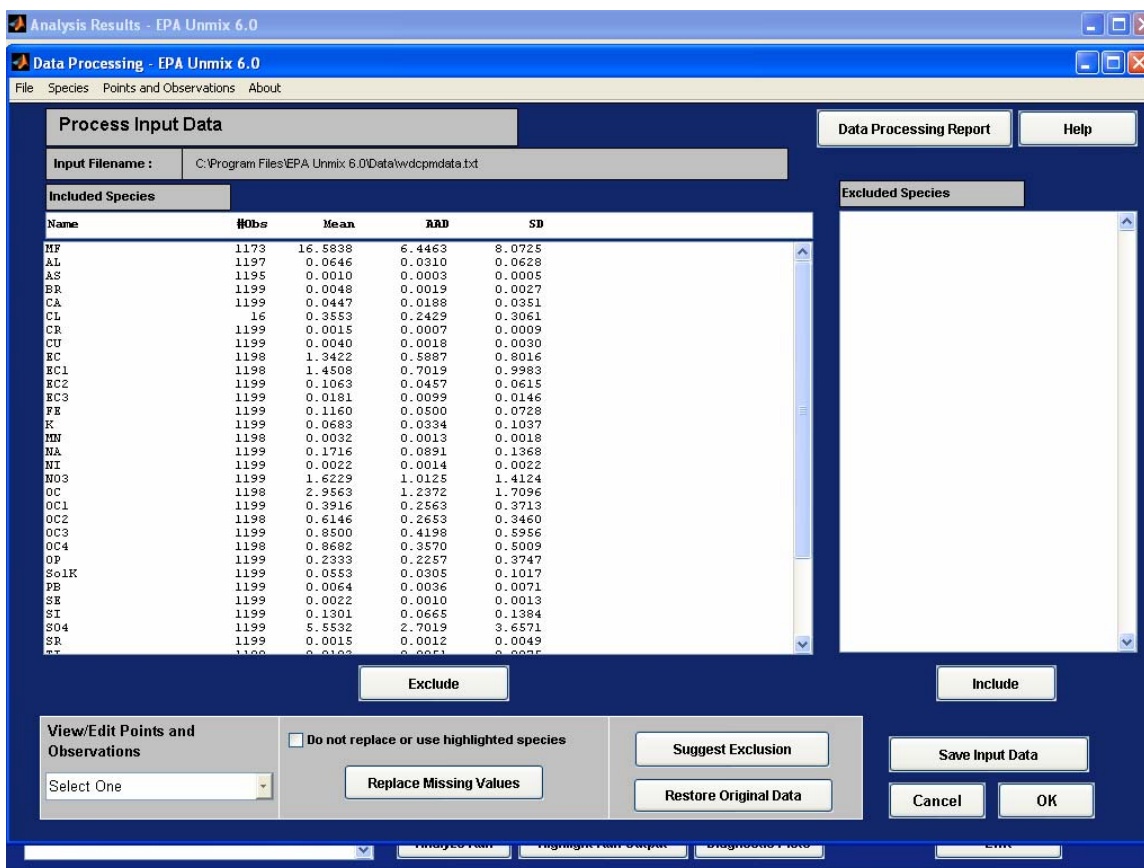 Analysis Results - EPA Unmix 6.0
Data Processing - EPA Unmix 6.0
File Species Points and Observations About
Process Input Data
Data Processing Report Help
Input Filename : C:\Program Files\EPA Unmix 6.0\Data\wdcpmdata.txt
Included Species Excluded Species
Name #Obs Mean AAD SD
MF 1173 16.5838 6.4463 8.0725
AL 1197 0.0646 0.0310 0.0628
AS 1195 0.0010 0.0003 0.0005
BR 1199 0.0048 0.0019 0.0027
CA 1199 0.0447 0.0188 0.0351
CL 16 0.3553 0.2429 0.3061
CR 1199 0.0015 0.0007 0.0009
CU 1199 0.0040 0.0018 0.0030
EC 1198 1.3422 0.5887 0.8016
EC1 1198 1.4508 0.7019 0.9983
EC2 1199 0.1063 0.0457 0.0615
EC3 1199 0.0181 0.0099 0.0146
FE 1199 0.1160 0.0500 0.0728
K 1199 0.0683 0.0334 0.1037
MN 1198 0.0032 0.0013 0.0018
NA 1199 0.1716 0.0891 0.1368
NI 1199 0.0022 0.0014 0.0022
NO3 1199 1.6229 1.0125 1.4124
OC 1198 2.9563 1.2372 1.7096
OC1 1199 0.3916 0.2563 0.3713
OC2 1198 0.6146 0.2653 0.3460
OC3 1199 0.8500 0.4198 0.5956
OC4 1198 0.8682 0.3570 0.5009
OP 1199 0.2333 0.2257 0.3747
SolK 1199 0.0553 0.0305 0.1017
PB 1199 0.0064 0.0036 0.0071
SE 1199 0.0022 0.0010 0.0013
SI 1199 0.1301 0.0665 0.1384
SO4 1199 5.5532 2.7019 3.6571
SR 1199 0.0015 0.0012 0.0049
Exclude Include
View/Edit Points and
Observations
Select One
Do not replace or use highlighted species
Replace Missing Values
Suggest Exclusion
Restore Original Data
Save Input Data
Cancel OK